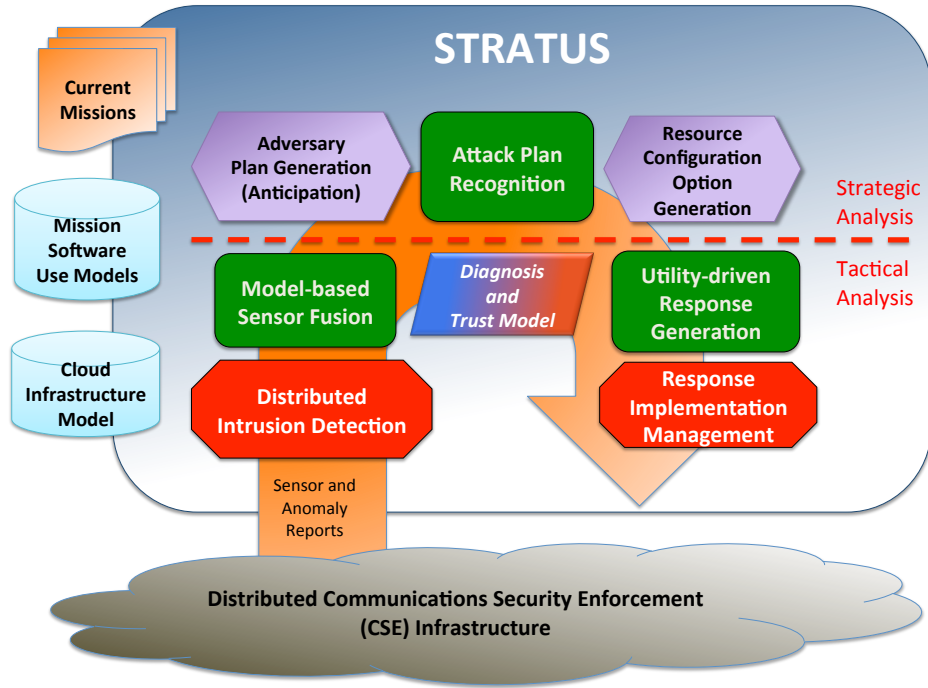 STRATUS
Current
Missions
Adversary
Plan Generation
(Anticipation)
Attack Plan
Recognition
Resource
Configuration
Option
Generation
Strategic
Analysis
Mission
Software
Use Models
Model-based
Sensor Fusion
Diagnosis
and
Trust Model
Utility-driven
Response
Generation
Tactical
Analysis
Cloud
Infrastructure
Model
Distributed
Intrusion Detection
Response
Implementation
Management
Sensor and
Anomaly
Reports
Distributed Communications Security Enforcement
(CSE) Infrastructure